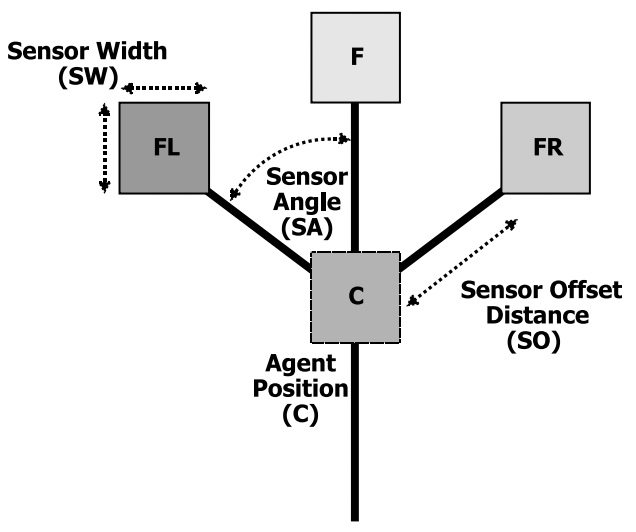 Sensor Width
(SW)
F
FL
FR
Sensor
Angle
(SA)
C
Sensor Offset
Distance
(SO)
Agent
Position
(C)